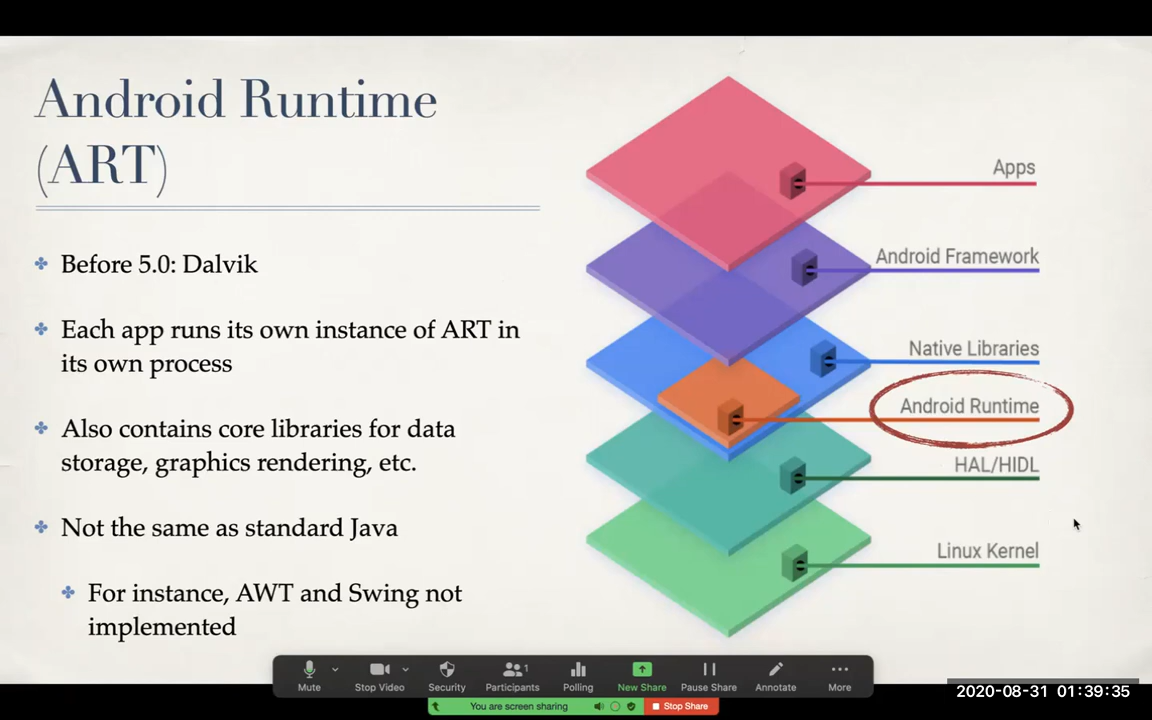 Android Runtime
(ART)
Before 5.0: Dalvik
Each app runs its own instance of ART in
its own process
Also contains core libraries for data
storage, graphics rendering, etc.
Not the same as standard Java
For instance, AWT and Swing not
implemented
Apps
Android Framework
Native Libraries
Android Runtime
HAL/HIDL
Linux Kernel
Mute
Stop Video
Security
Participants
1
Polling
New Share
Pause Share
Annotate
More
You are screen sharing
Stop Share
2020-08-31 01:39:35